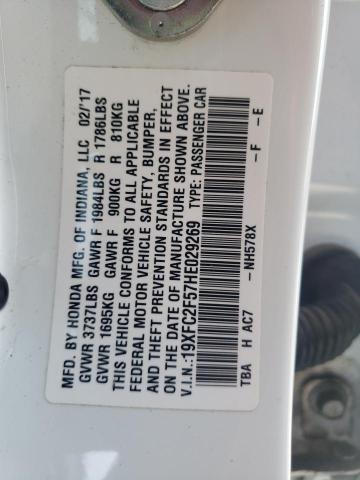 MFD. BY HONDA MFG. OF INDIANA, LLC 02/'17
GVWR 3737LBS GAWR F 1984LBS R 1786LBS
GVWR 1695KG GAWR F 900KG R 810KG
THIS VEHICLE CONFORMS TO ALL APPLICABLE
FEDERAL MOTOR VEHICLE SAFETY, BUMPER,
AND THEFT PREVENTION STANDARDS IN EFFECT
ON DATE OF MANUFACTURE SHOWN ABOVE.
V.I.N.:19XFC2F57HE029269 TYPE: PASSENGER CAR
TBA H AC7 -NH578X -F -E